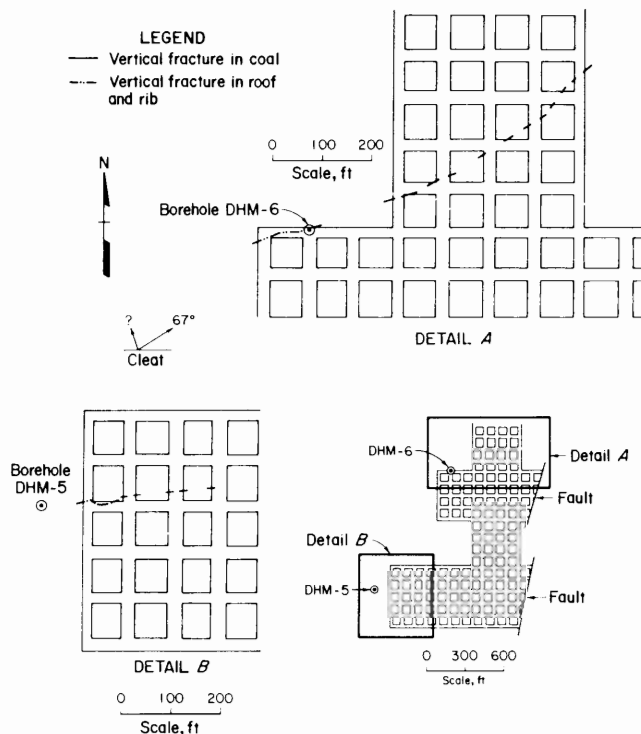 LEGEND
Vertical fracture in coal
Vertical fracture in roof
and rib
0 100 200
Scale, ft
N
Borehole DHM-6
? 67°
Cleat
DETAIL A
Borehole
DHM-5
DETAIL B
0 100 200
Scale, ft
DHM-6
Detail A
Fault
Detail B
DHM-5
Fault
0 300 600
Scale, ft